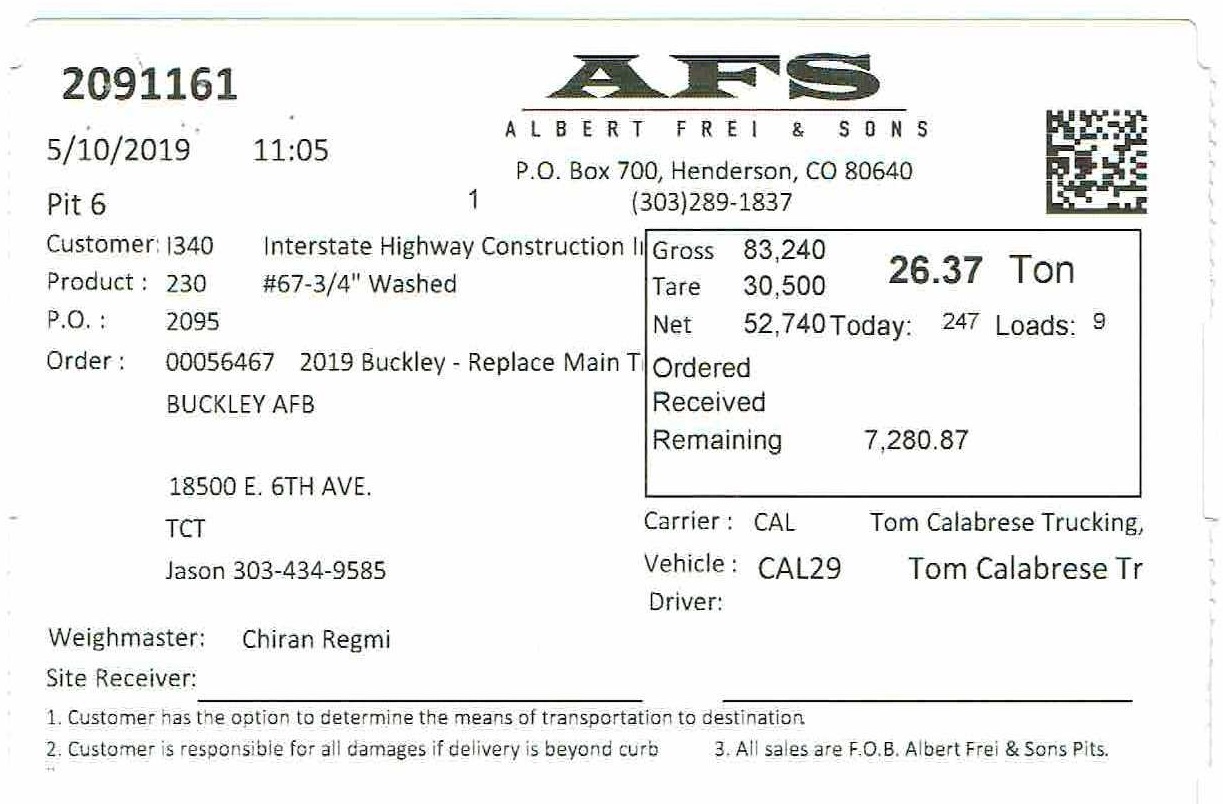 2091161
AFS
ALBERT FREI & SONS
5/10/2019 11:05
P.O. Box 700, Henderson, CO 80640
Pit 6 1 (303)289-1837
Customer: I340 Interstate Highway Construction
Product : 230 #67-3/4" Washed
P.O. : 2095
Order : 00056467 2019 Buckley - Replace Main
BUCKLEY AFB
18500 E. 6TH AVE.
TCT
Jason 303-434-9585
Gross 83,240 26.37 Ton
Tare 30,500
Net 52,740 Today: 247 Loads: 9
Ordered
Received
Remaining 7,280.87
Carrier : CAL Tom Calabrese Trucking,
Vehicle : CAL29 Tom Calabrese Tr
Driver:
Weighmaster: Chiran Regmi
Site Receiver:
1. Customer has the option to determine the means of transportation to destination.
2. Customer is responsible for all damages if delivery is beyond curb 3. All sales are F.O.B. Albert Frei & Sons Pits.